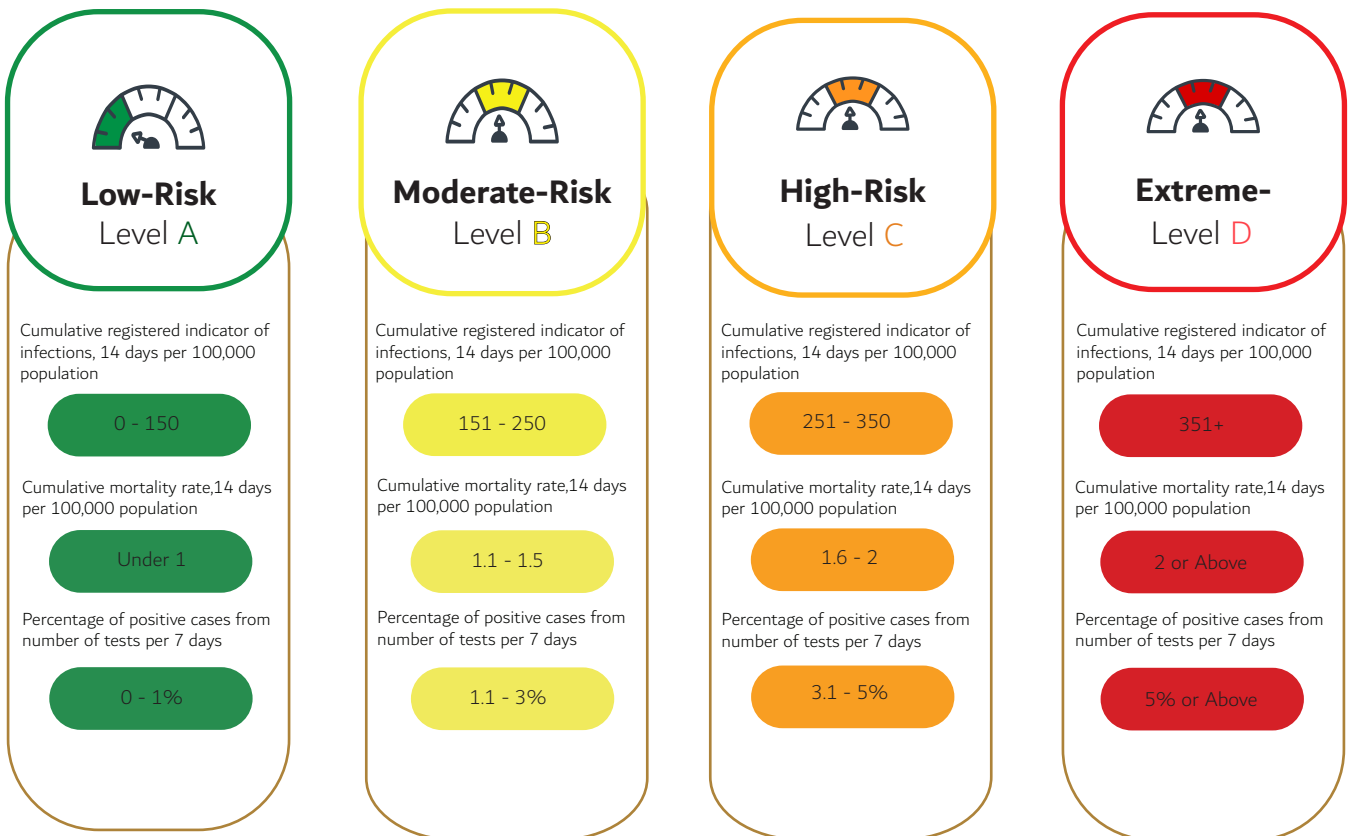 Low-Risk
Level A
Cumulative registered indicator of
infections, 14 days per 100,000
population
0 - 150
Cumulative mortality rate,14 days
per 100,000 population
Under 1
Percentage of positive cases from
number of tests per 7 days
0 - 1%
Moderate-Risk
Level B
Cumulative registered indicator of
infections, 14 days per 100,000
population
151 - 250
Cumulative mortality rate,14 days
per 100,000 population
1.1 - 1.5
Percentage of positive cases from
number of tests per 7 days
1.1 - 3%
High-Risk
Level C
Cumulative registered indicator of
infections, 14 days per 100,000
population
251 - 350
Cumulative mortality rate,14 days
per 100,000 population
1.6 - 2
Percentage of positive cases from
number of tests per 7 days
3.1 - 5%
Extreme-
Level D
Cumulative registered indicator of
infections, 14 days per 100,000
population
351+
Cumulative mortality rate,14 days
per 100,000 population
2 or Above
Percentage of positive cases from
number of tests per 7 days
5% or Above